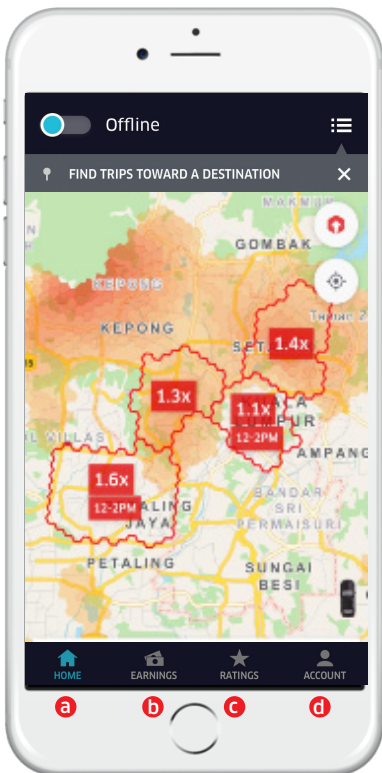 Offline
FIND TRIPS TOWARD A DESTINATION
GOMBAK
KEPONG
KEPONG
1.4x
1.3x
1.1x
12-2PM
AMPANG
1.6x
12-2PM
JAYA
BANDAR
SRI
PERMAISURI
PETALING
SUNGAI
BESI
HOME
EARNINGS
RATINGS
ACCOUNT
a
b
c
d